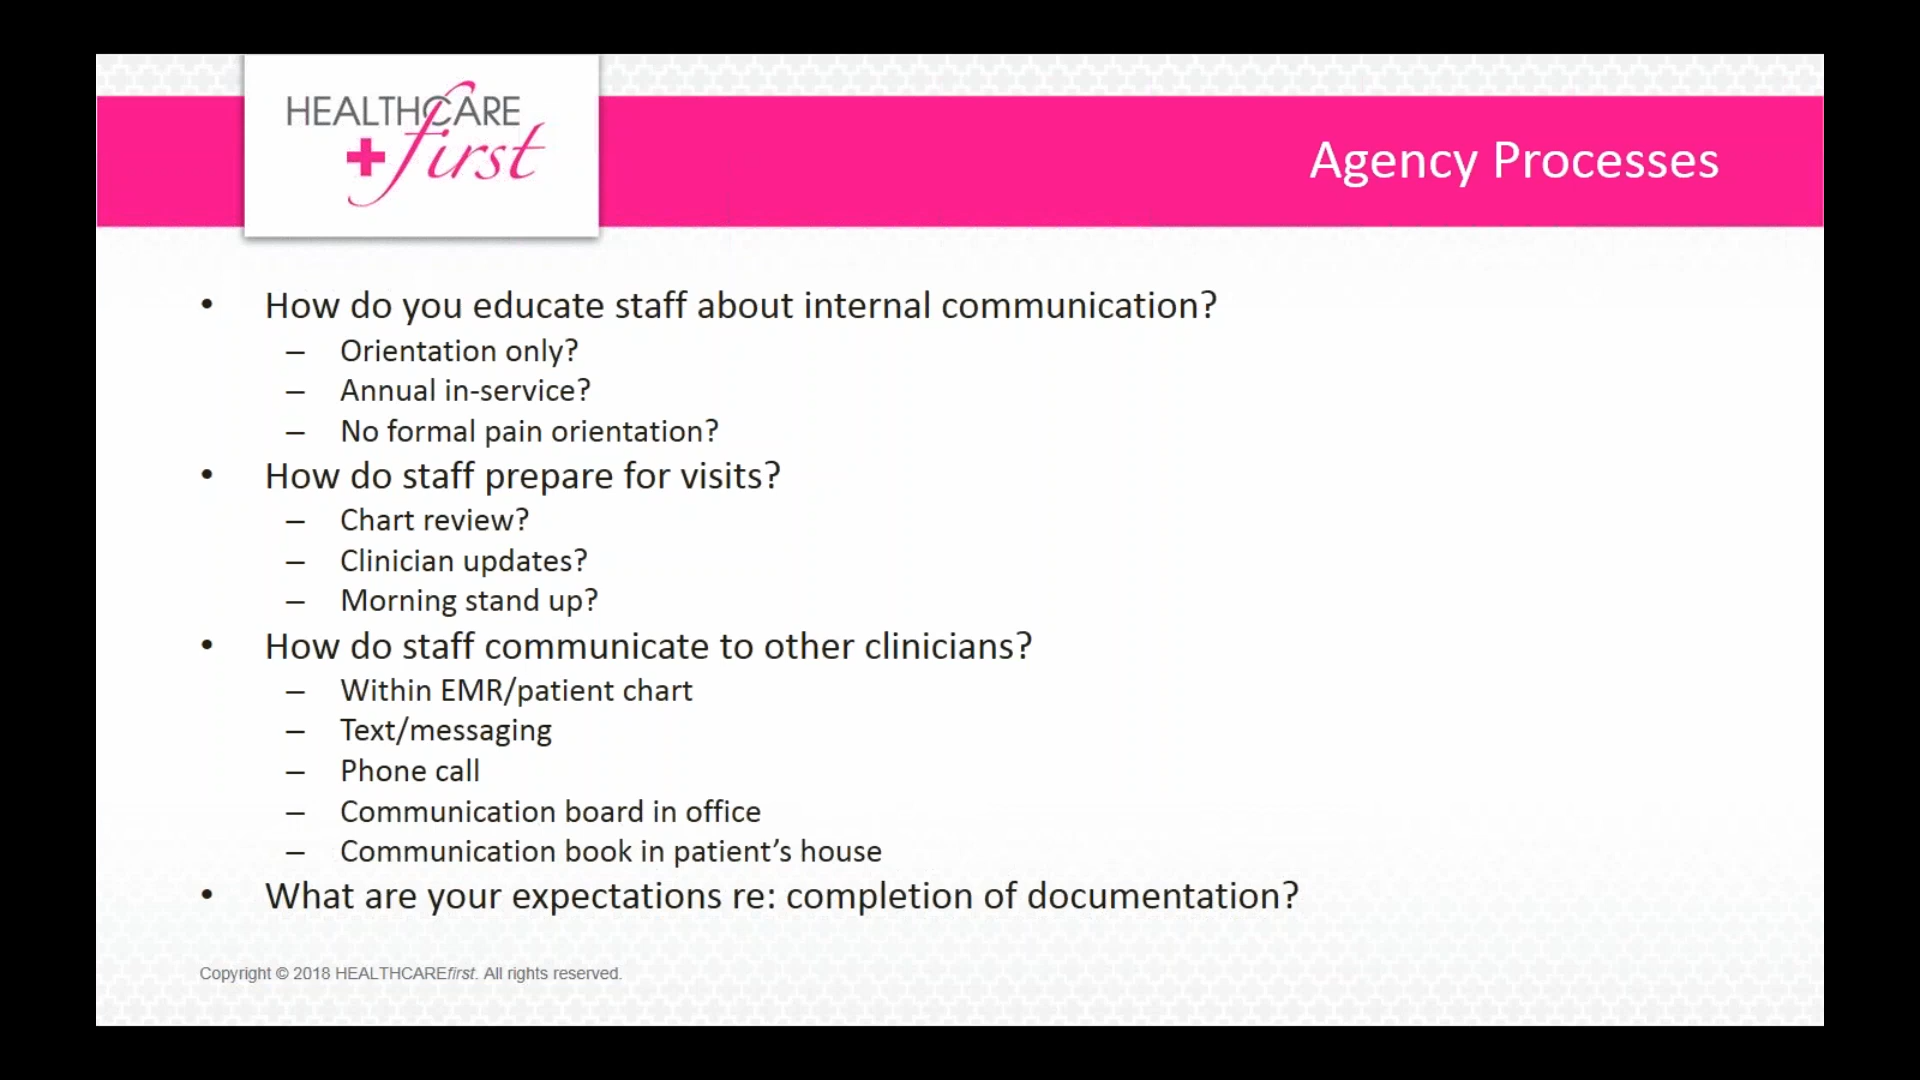 HEALTHCARE
first
Agency Processes
• How do you educate staff about internal communication?
– Orientation only?
– Annual in-service?
– No formal pain orientation?
• How do staff prepare for visits?
– Chart review?
– Clinician updates?
– Morning stand up?
• How do staff communicate to other clinicians?
– Within EMR/patient chart
– Text/messaging
– Phone call
– Communication board in office
– Communication book in patient’s house
• What are your expectations re: completion of documentation?
Copyright © 2018 HEALTHCAREfirst. All rights reserved.